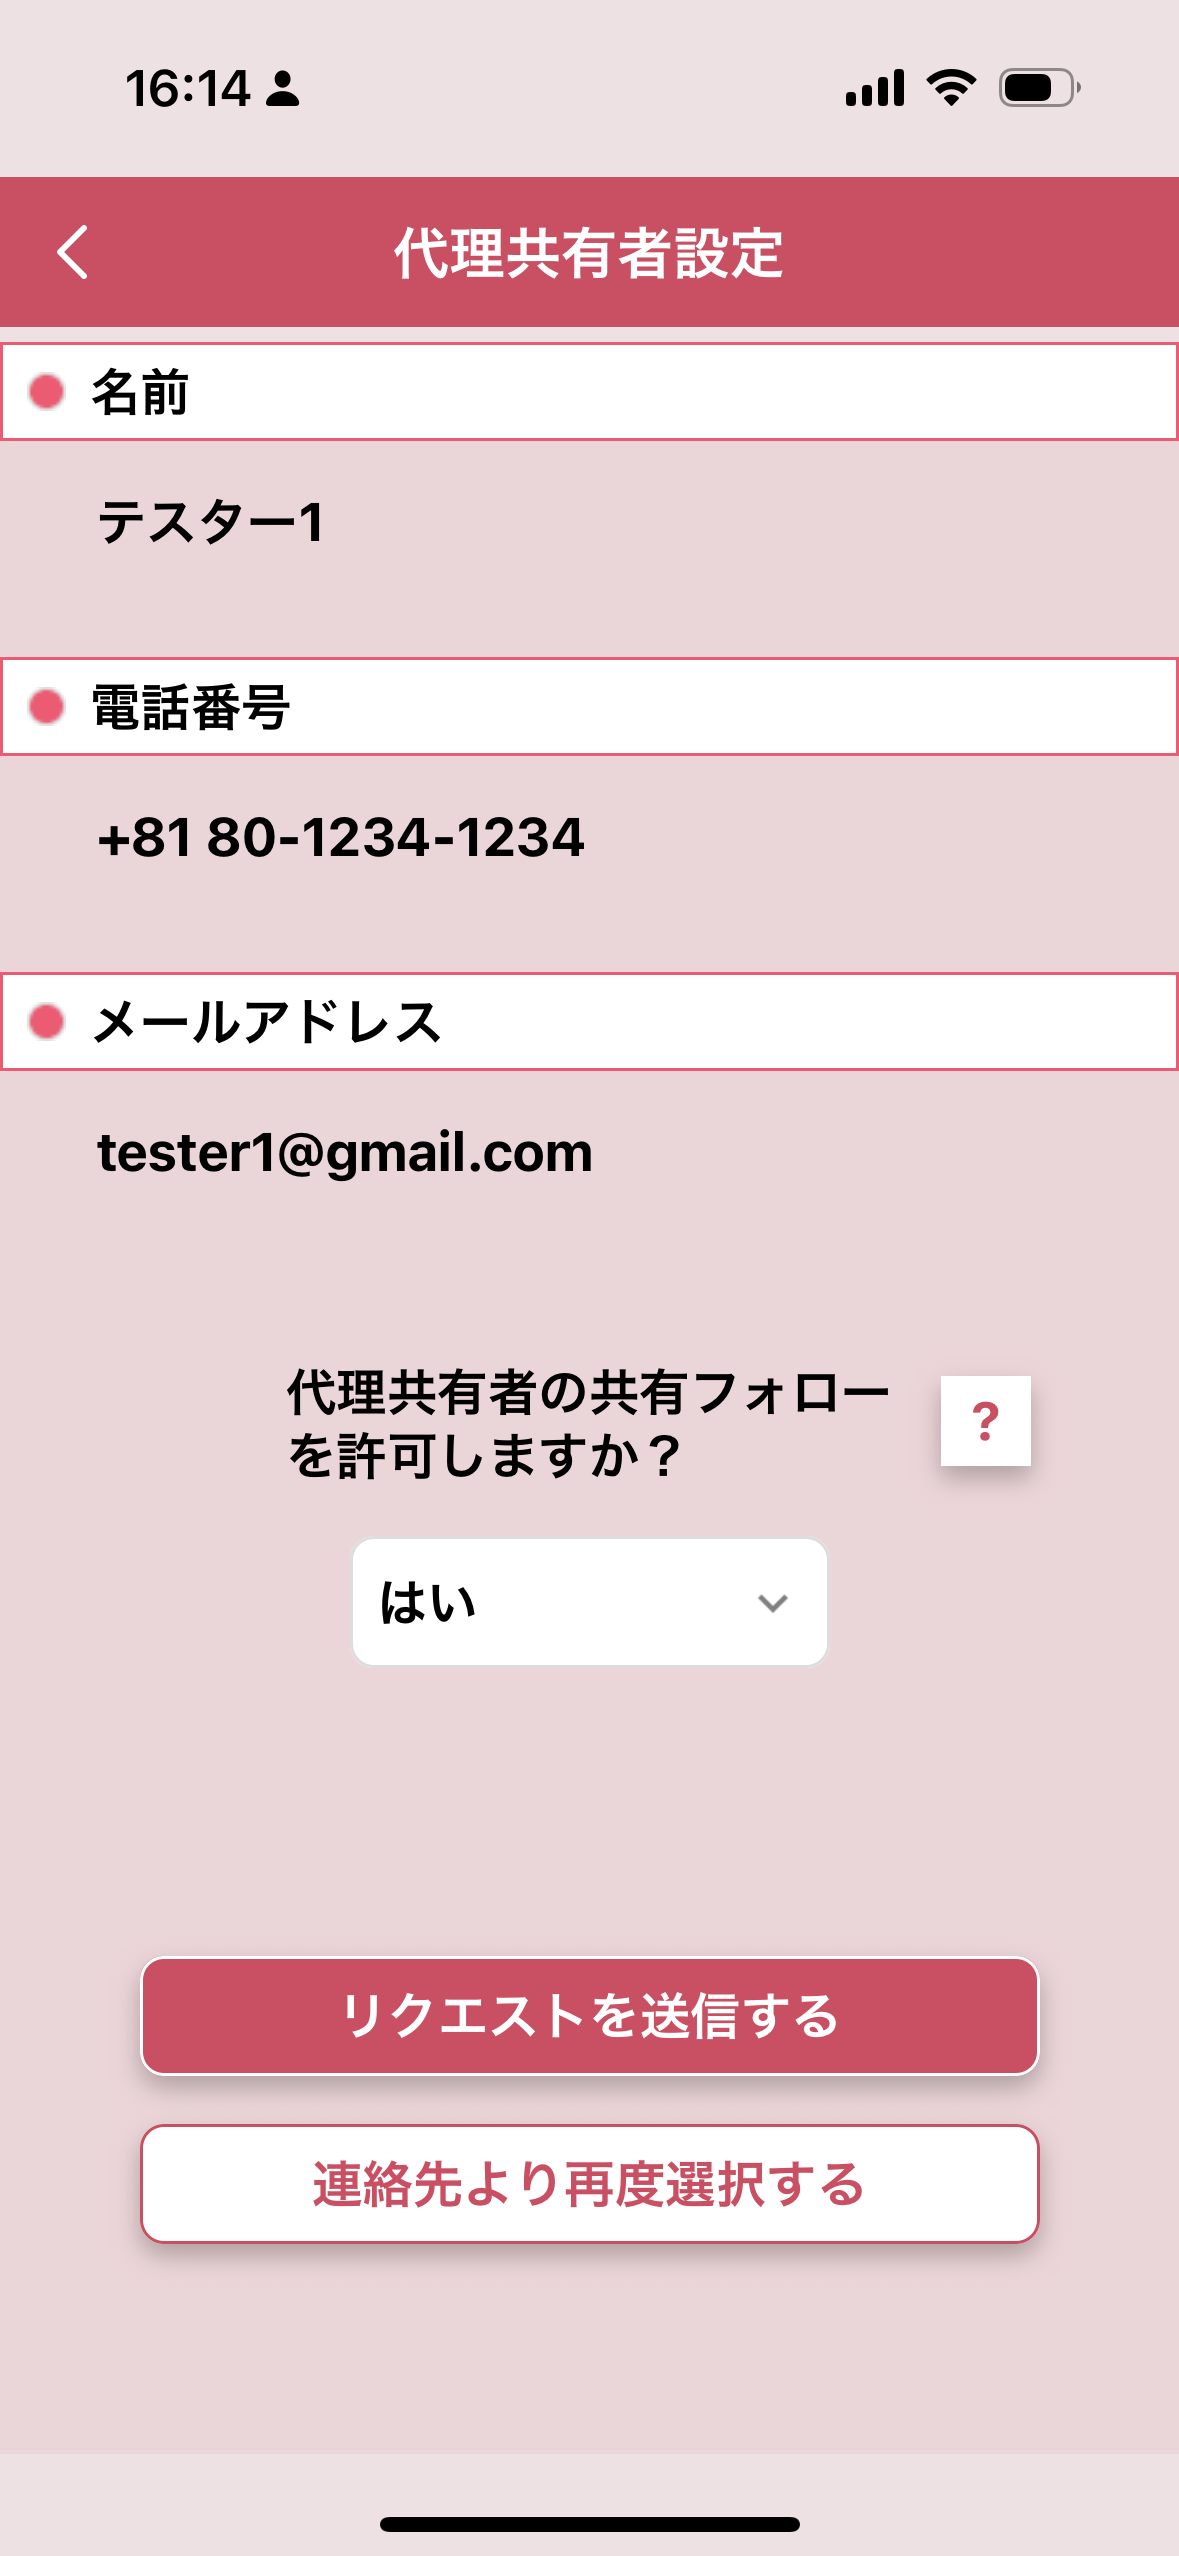 16:14
代理共有者設定
名前
テスター1
電話番号
+81 80-1234-1234
メールアドレス
tester1@gmail.com
代理共有者の共有フォロー
を許可しますか？
?
はい
リクエストを送信する
連絡先より再度選択する